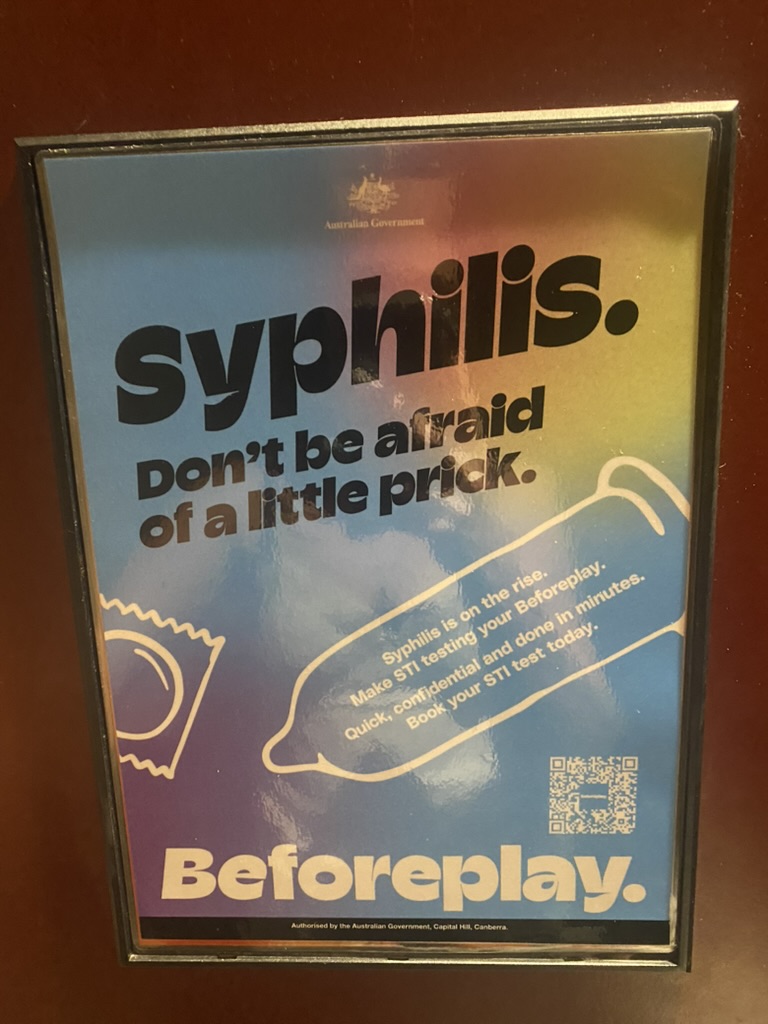 Australian Government
Syphilis.
Don't be afraid
of a little prick.
Syphilis is on the rise.
Make STI testing your Beforeplay.
Quick, confidential and done in minutes.
Book your STI test today.
Beforeplay.
Authorised by the Australian Government, Capital Hill, Canberra.